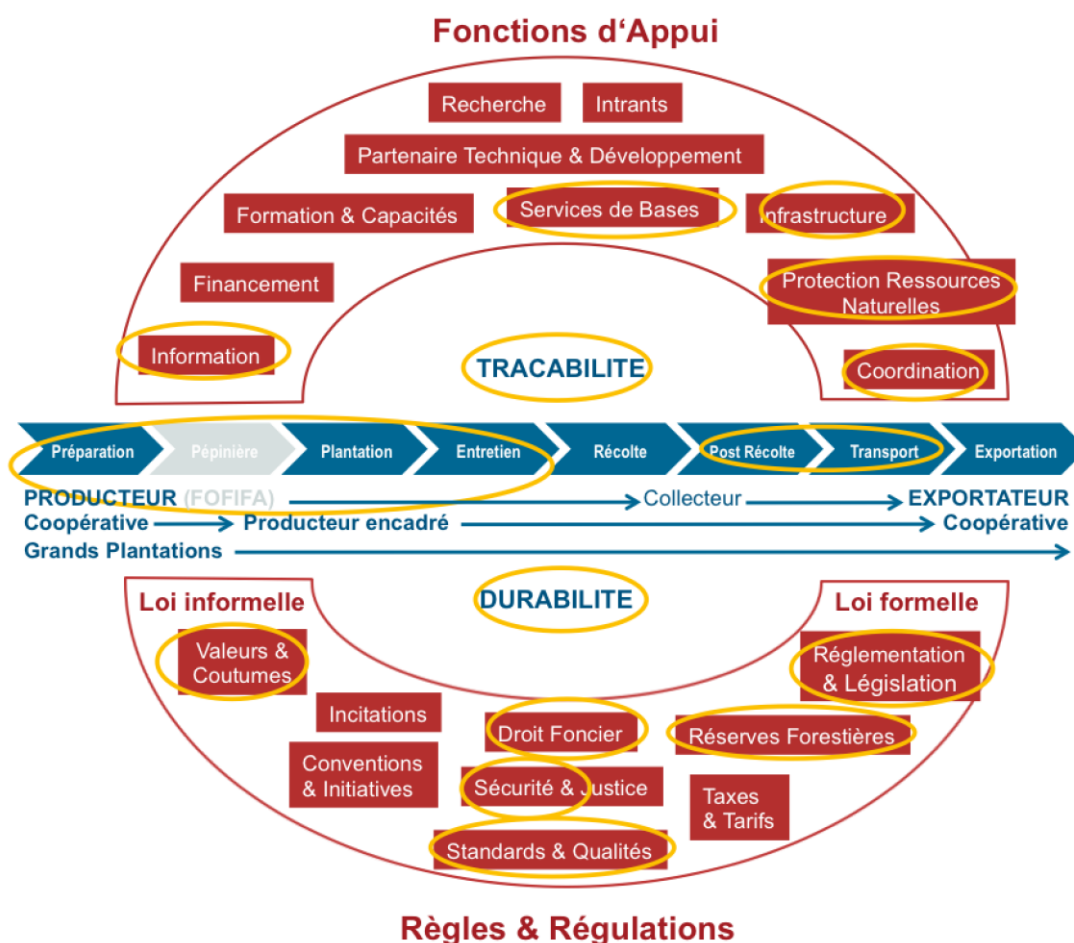 Fonctions d'Appui
Recherche
Intrants
Partenaire Technique & Développement
Formation & Capacités
Services de Bases
Infrastructure
Financement
Protection Ressources
Naturelles
Information
TRACABILITE
Coordination
Préparation
Pépinière
Plantation
Entretien
Récolte
Post Récolte
Transport
Exportation
PRODUCTEUR (FOFIFA)
Collecteur
EXPORTATEUR
Coopérative
Producteur encadré
Coopérative
Grands Plantations
DURABILITE
Loi informelle
Loi formelle
Valeurs &
Coutumes
Réglementation
& Législation
Incitations
Droit Foncier
Réserves Forestières
Conventions
& Initiatives
Sécurité & Justice
Taxes
& Tarifs
Standards & Qualités
Règles & Régulations